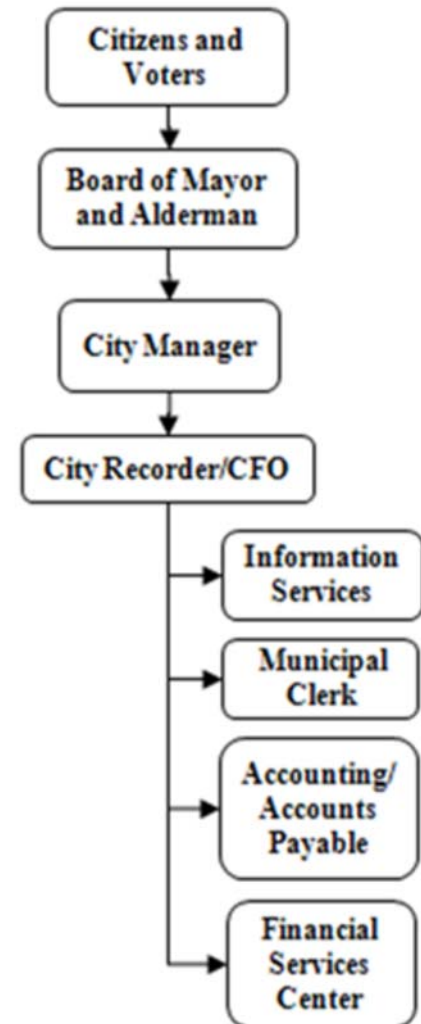 Citizens and
Voters
Board of Mayor
and Alderman
City Manager
City Recorder/CFO
Information
Services
Municipal
Clerk
Accounting/
Accounts
Payable
Financial
Services
Center